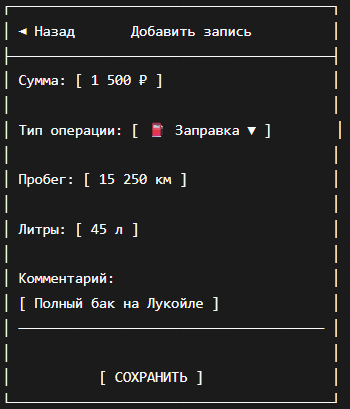 ◄ Назад Добавить запись
Сумма: [ 1 500 ₽ ]
Тип операции: [ ⛽ Заправка ▼ ]
Пробег: [ 15 250 км ]
Литры: [ 45 л ]
Комментарий:
[ Полный бак на Лукойле ]
[ СОХРАНИТЬ ]